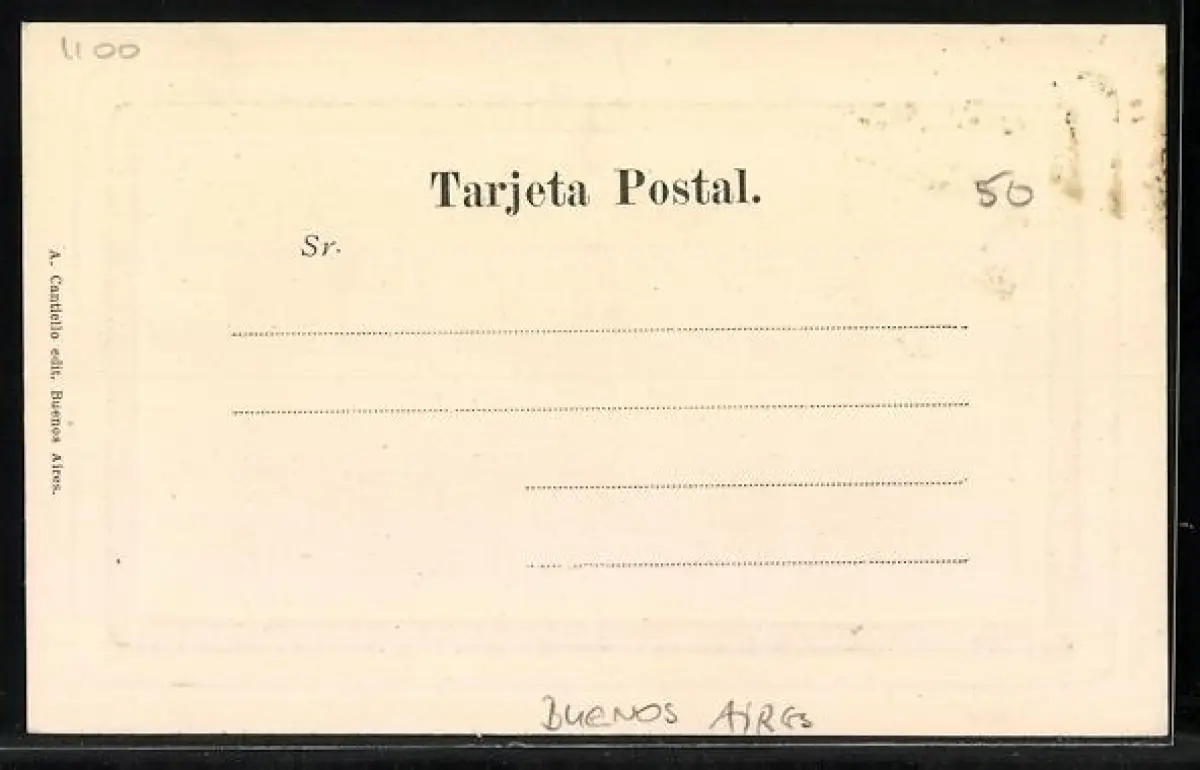 1100
Tarjeta Postal.
50
Sr.
A. Cantiello edit. Buenos Aires.
BUENOS AIRES